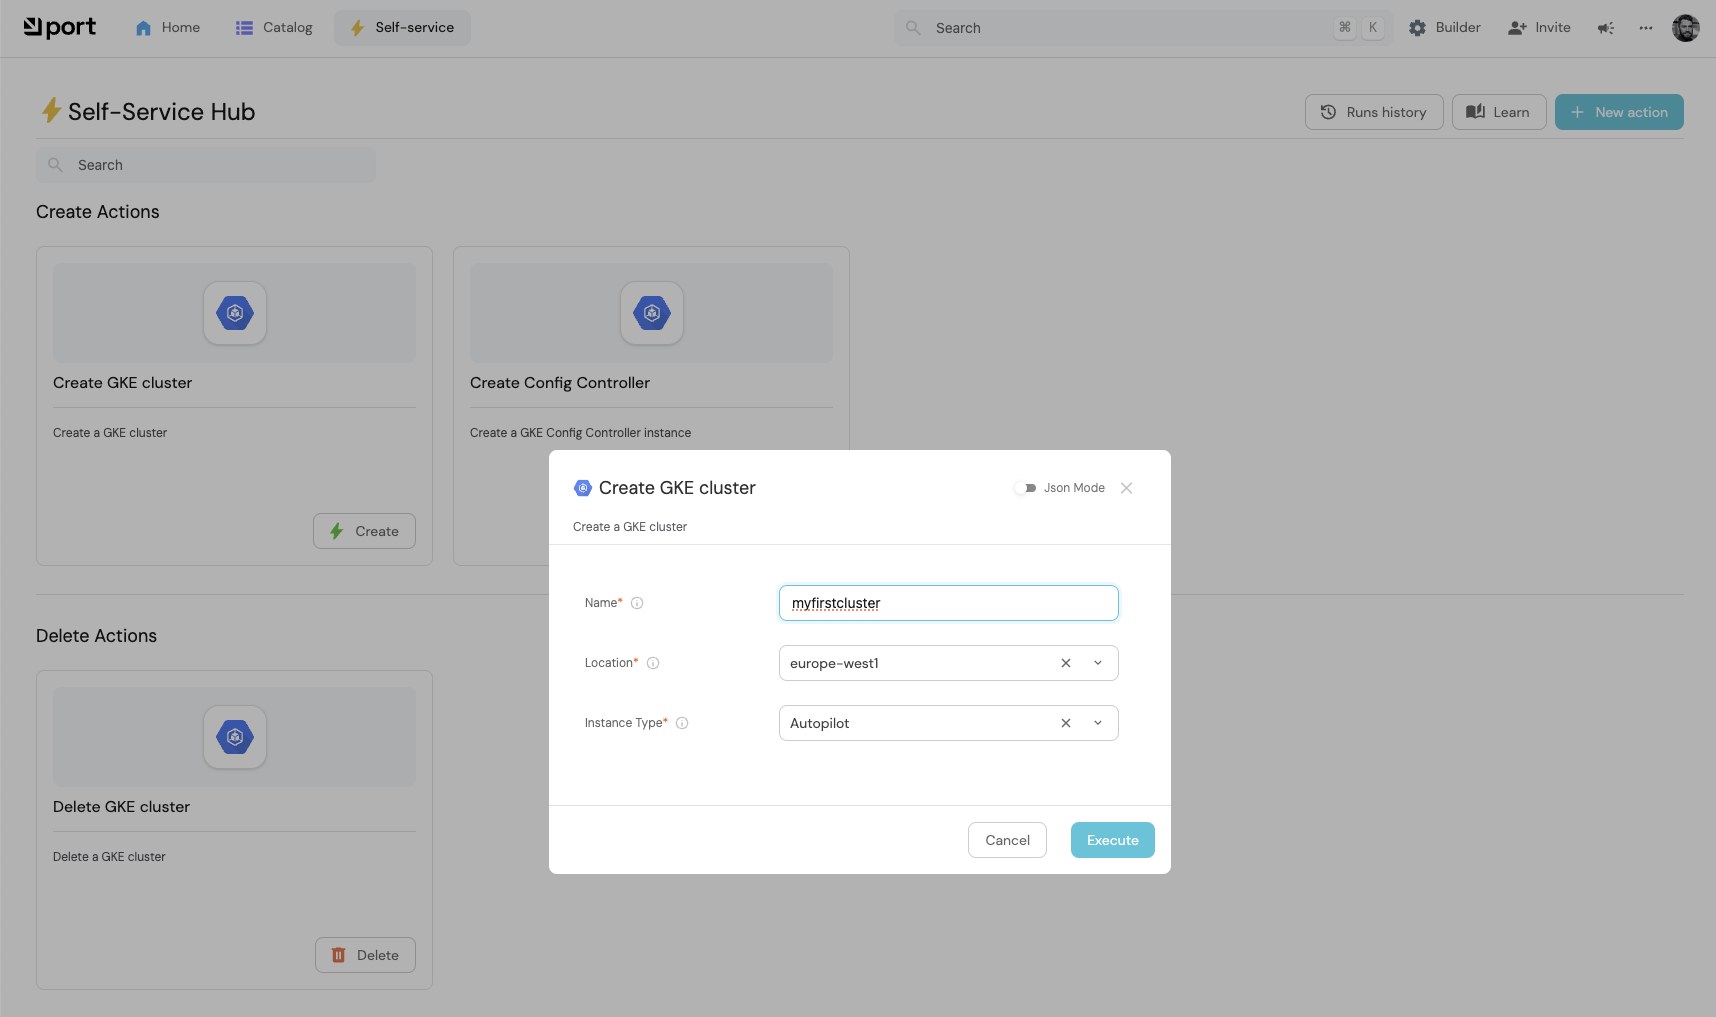 port
Home
Catalog
Self-service
Search
⌘ K
Builder
Invite
Self-Service Hub
Runs history
Learn
New action
Search
Create Actions
Create GKE cluster
Create a GKE cluster
Create
Create Config Controller
Create a GKE Config Controller instance
Delete Actions
Delete GKE cluster
Delete a GKE cluster
Delete
Create GKE cluster
Json Mode
Create a GKE cluster
Name*
myfirstcluster
Location*
europe-west1
Instance Type*
Autopilot
Cancel
Execute